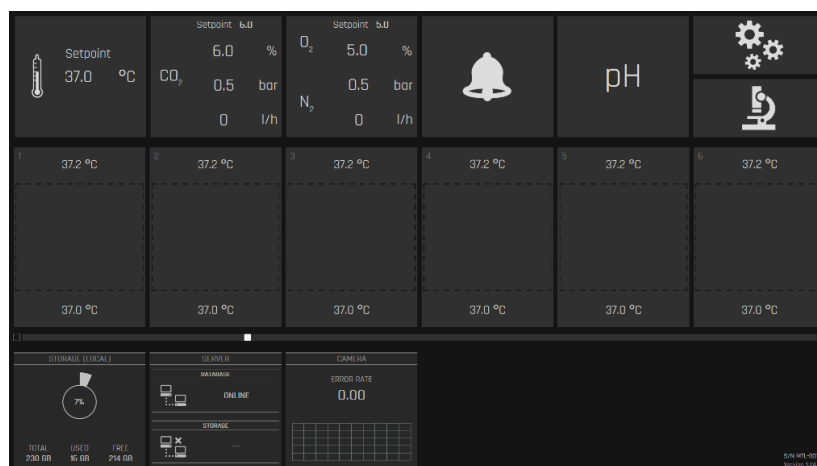 Setpoint
37.0 °C
Setpoint 6.0
CO₂
6.0 %
0.5 bar
0 l/h
Setpoint 5.0
O₂
5.0 %
N₂
0.5 bar
0 l/h
pH
1 37.2 °C
2 37.2 °C
3 37.2 °C
4 37.2 °C
5 37.2 °C
6 37.2 °C
37.0 °C
37.0 °C
37.0 °C
37.0 °C
37.0 °C
37.0 °C
STORAGE (LOCAL)
7%
TOTAL USED FREE
230 GB 16 GB 214 GB
SERVER
DATABASE
ONLINE
STORAGE
—
CAMERA
ERROR RATE
0.00
S/N MTL-00
Version